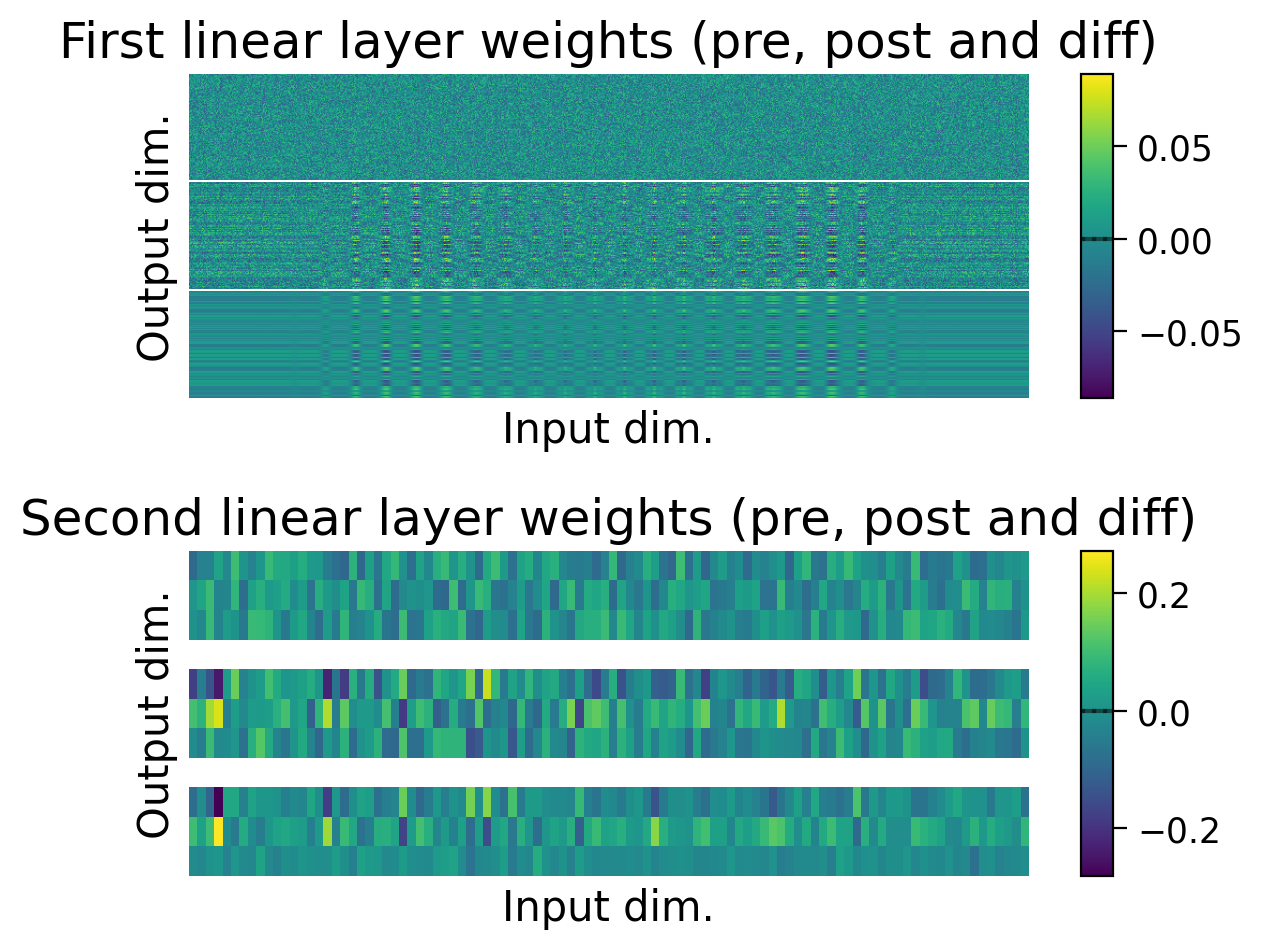 First linear layer weights (pre, post and diff)
Output dim.
0.05
0.00
−0.05
Input dim.
Second linear layer weights (pre, post and diff)
Output dim.
0.2
0.0
−0.2
Input dim.